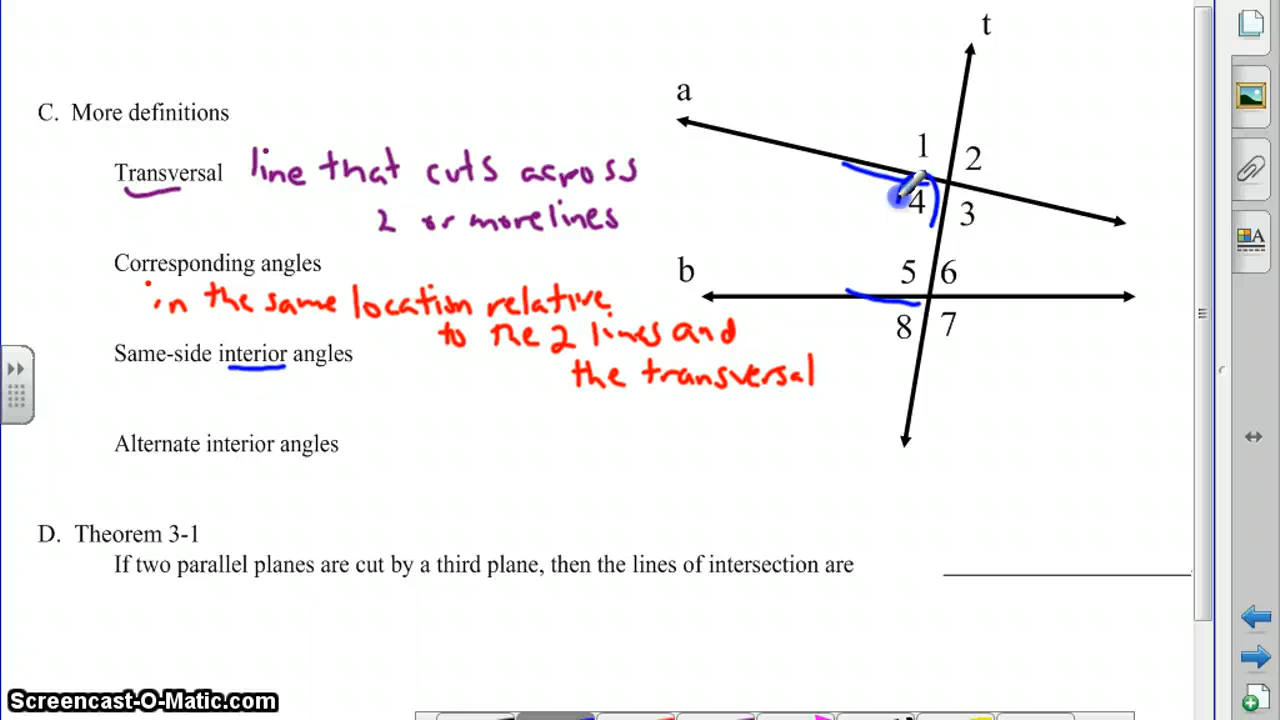 t
a
C. More definitions
1
2
Transversal line that cuts across
2 or more lines
4
3
Corresponding angles
b
5
6
in the same location relative
to the 2 lines and
8
7
Same-side interior angles
the transversal
Alternate interior angles
D. Theorem 3-1
If two parallel planes are cut by a third plane, then the lines of intersection are
Screencast-O-Matic.com